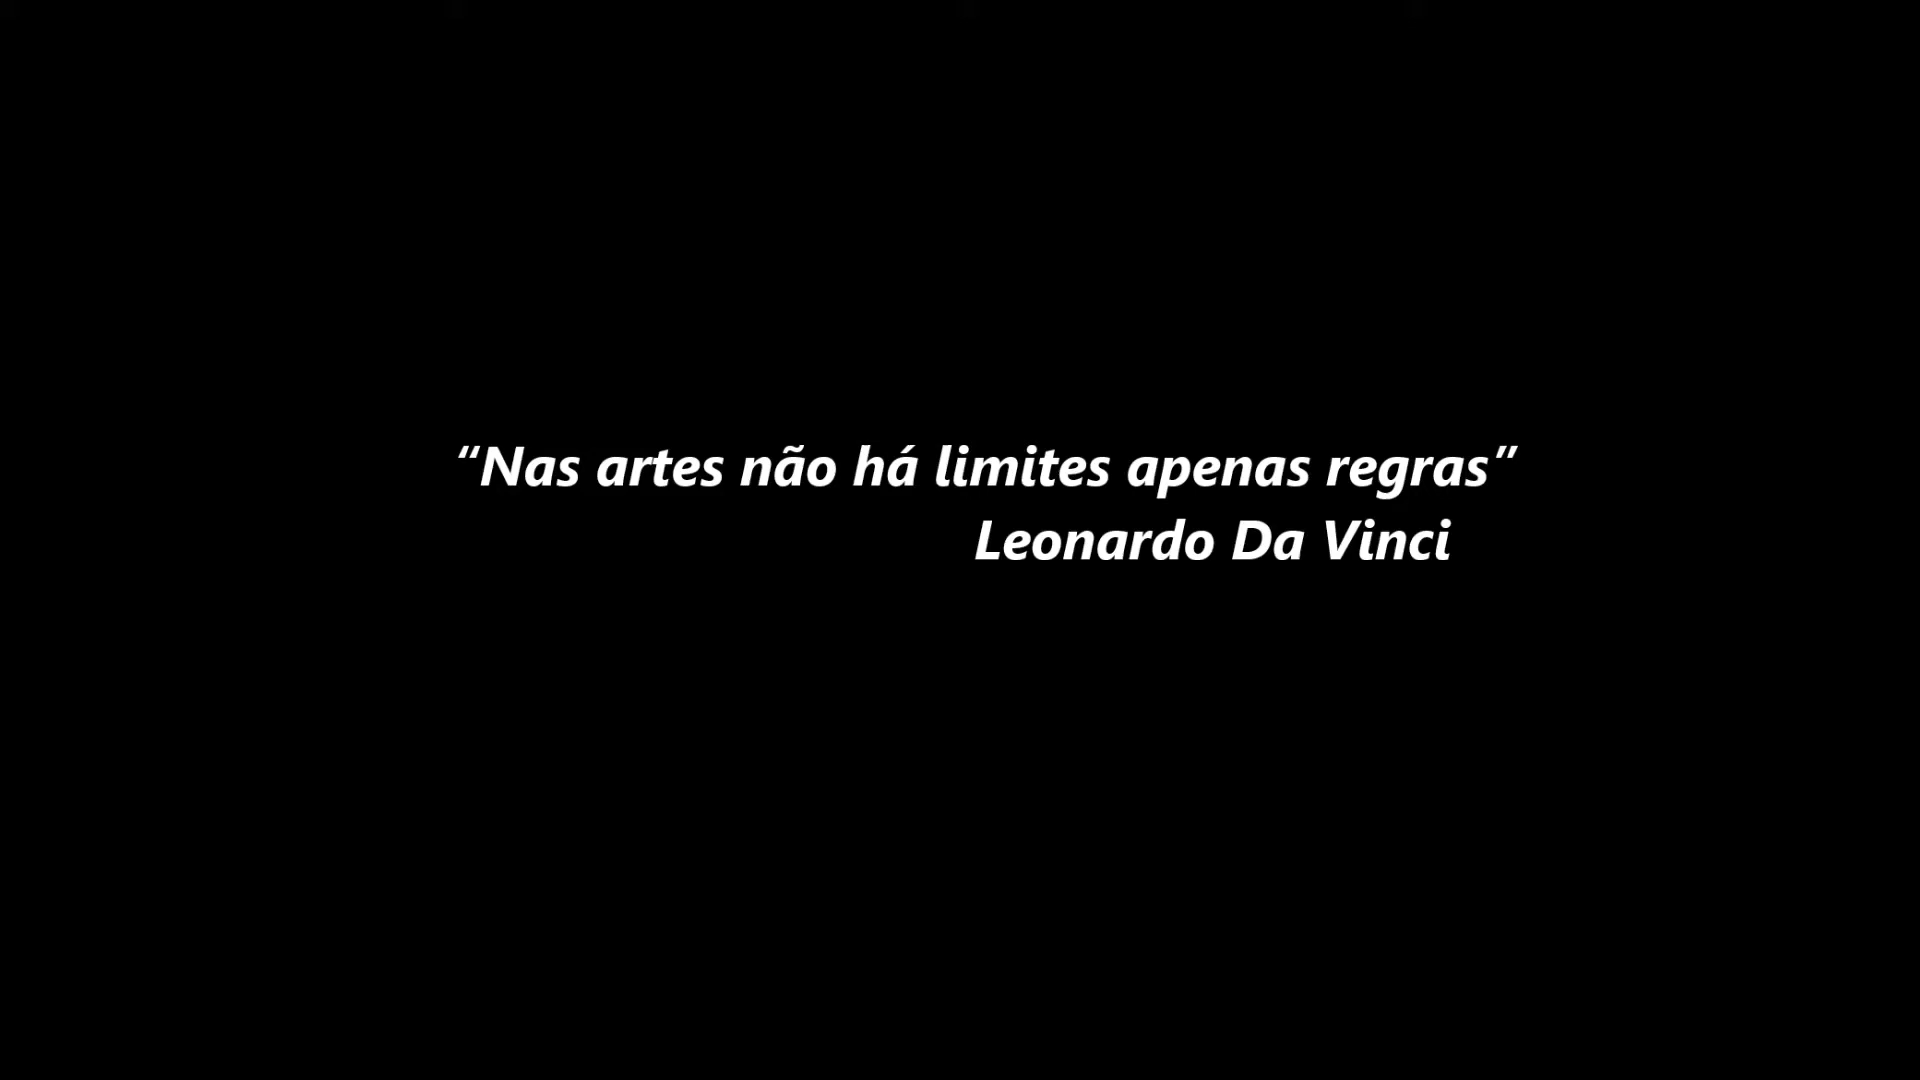 “Nas artes não há limites apenas regras”
Leonardo Da Vinci